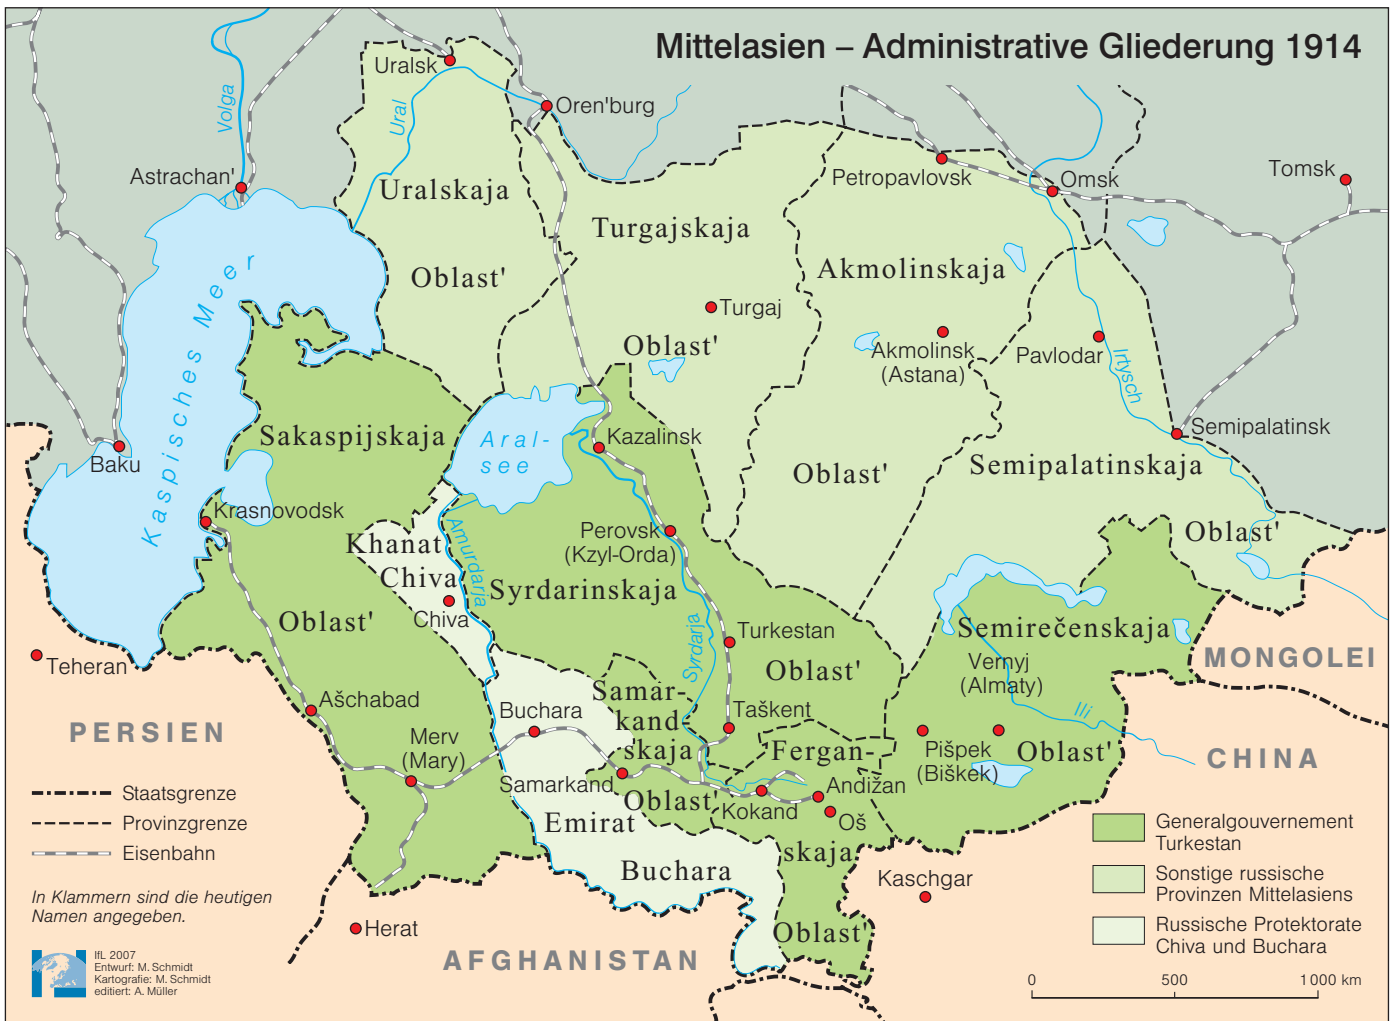 Mittelasien – Administrative Gliederung 1914
Uralsk
Oren'burg
Volga
Ural
Astrachan'
Petropavlovsk
Omsk
Tomsk
Uralskaja
Oblast'
Turgajskaja
Oblast'
Turgaj
Akmolinskaja
Oblast'
Akmolinsk
(Astana)
Pavlodar
Irtysch
Semipalatinsk
Semipalatinskaja
Oblast'
Kaspisches Meer
Baku
Krasnovodsk
Sakaspijskaja
Oblast'
Aral-
see
Kazalinsk
Perovsk
(Kzyl-Orda)
Khanat
Chiva
Chiva
Amurdarja
Syrdarinskaja
Oblast'
Syrdarja
Turkestan
Taškent
Semirečenskaja
Oblast'
Vernyj
(Almaty)
Ili
Pišpek
(Biškek)
MONGOLEI
CHINA
Teheran
PERSIEN
Ašchabad
Merv
(Mary)
Buchara
Samarkand
Samar-
kand-
skaja
Oblast'
Fergan-
skaja
Oblast'
Kokand
Andižan
Oš
Emirat
Buchara
Kaschgar
Herat
AFGHANISTAN
Staatsgrenze
Provinzgrenze
Eisenbahn
In Klammern sind die heutigen
Namen angegeben.
IfL 2007
Entwurf: M. Schmidt
Kartografie: M. Schmidt
editiert: A. Müller
Generalgouvernement
Turkestan
Sonstige russische
Provinzen Mittelasiens
Russische Protektorate
Chiva und Buchara
0 500 1 000 km